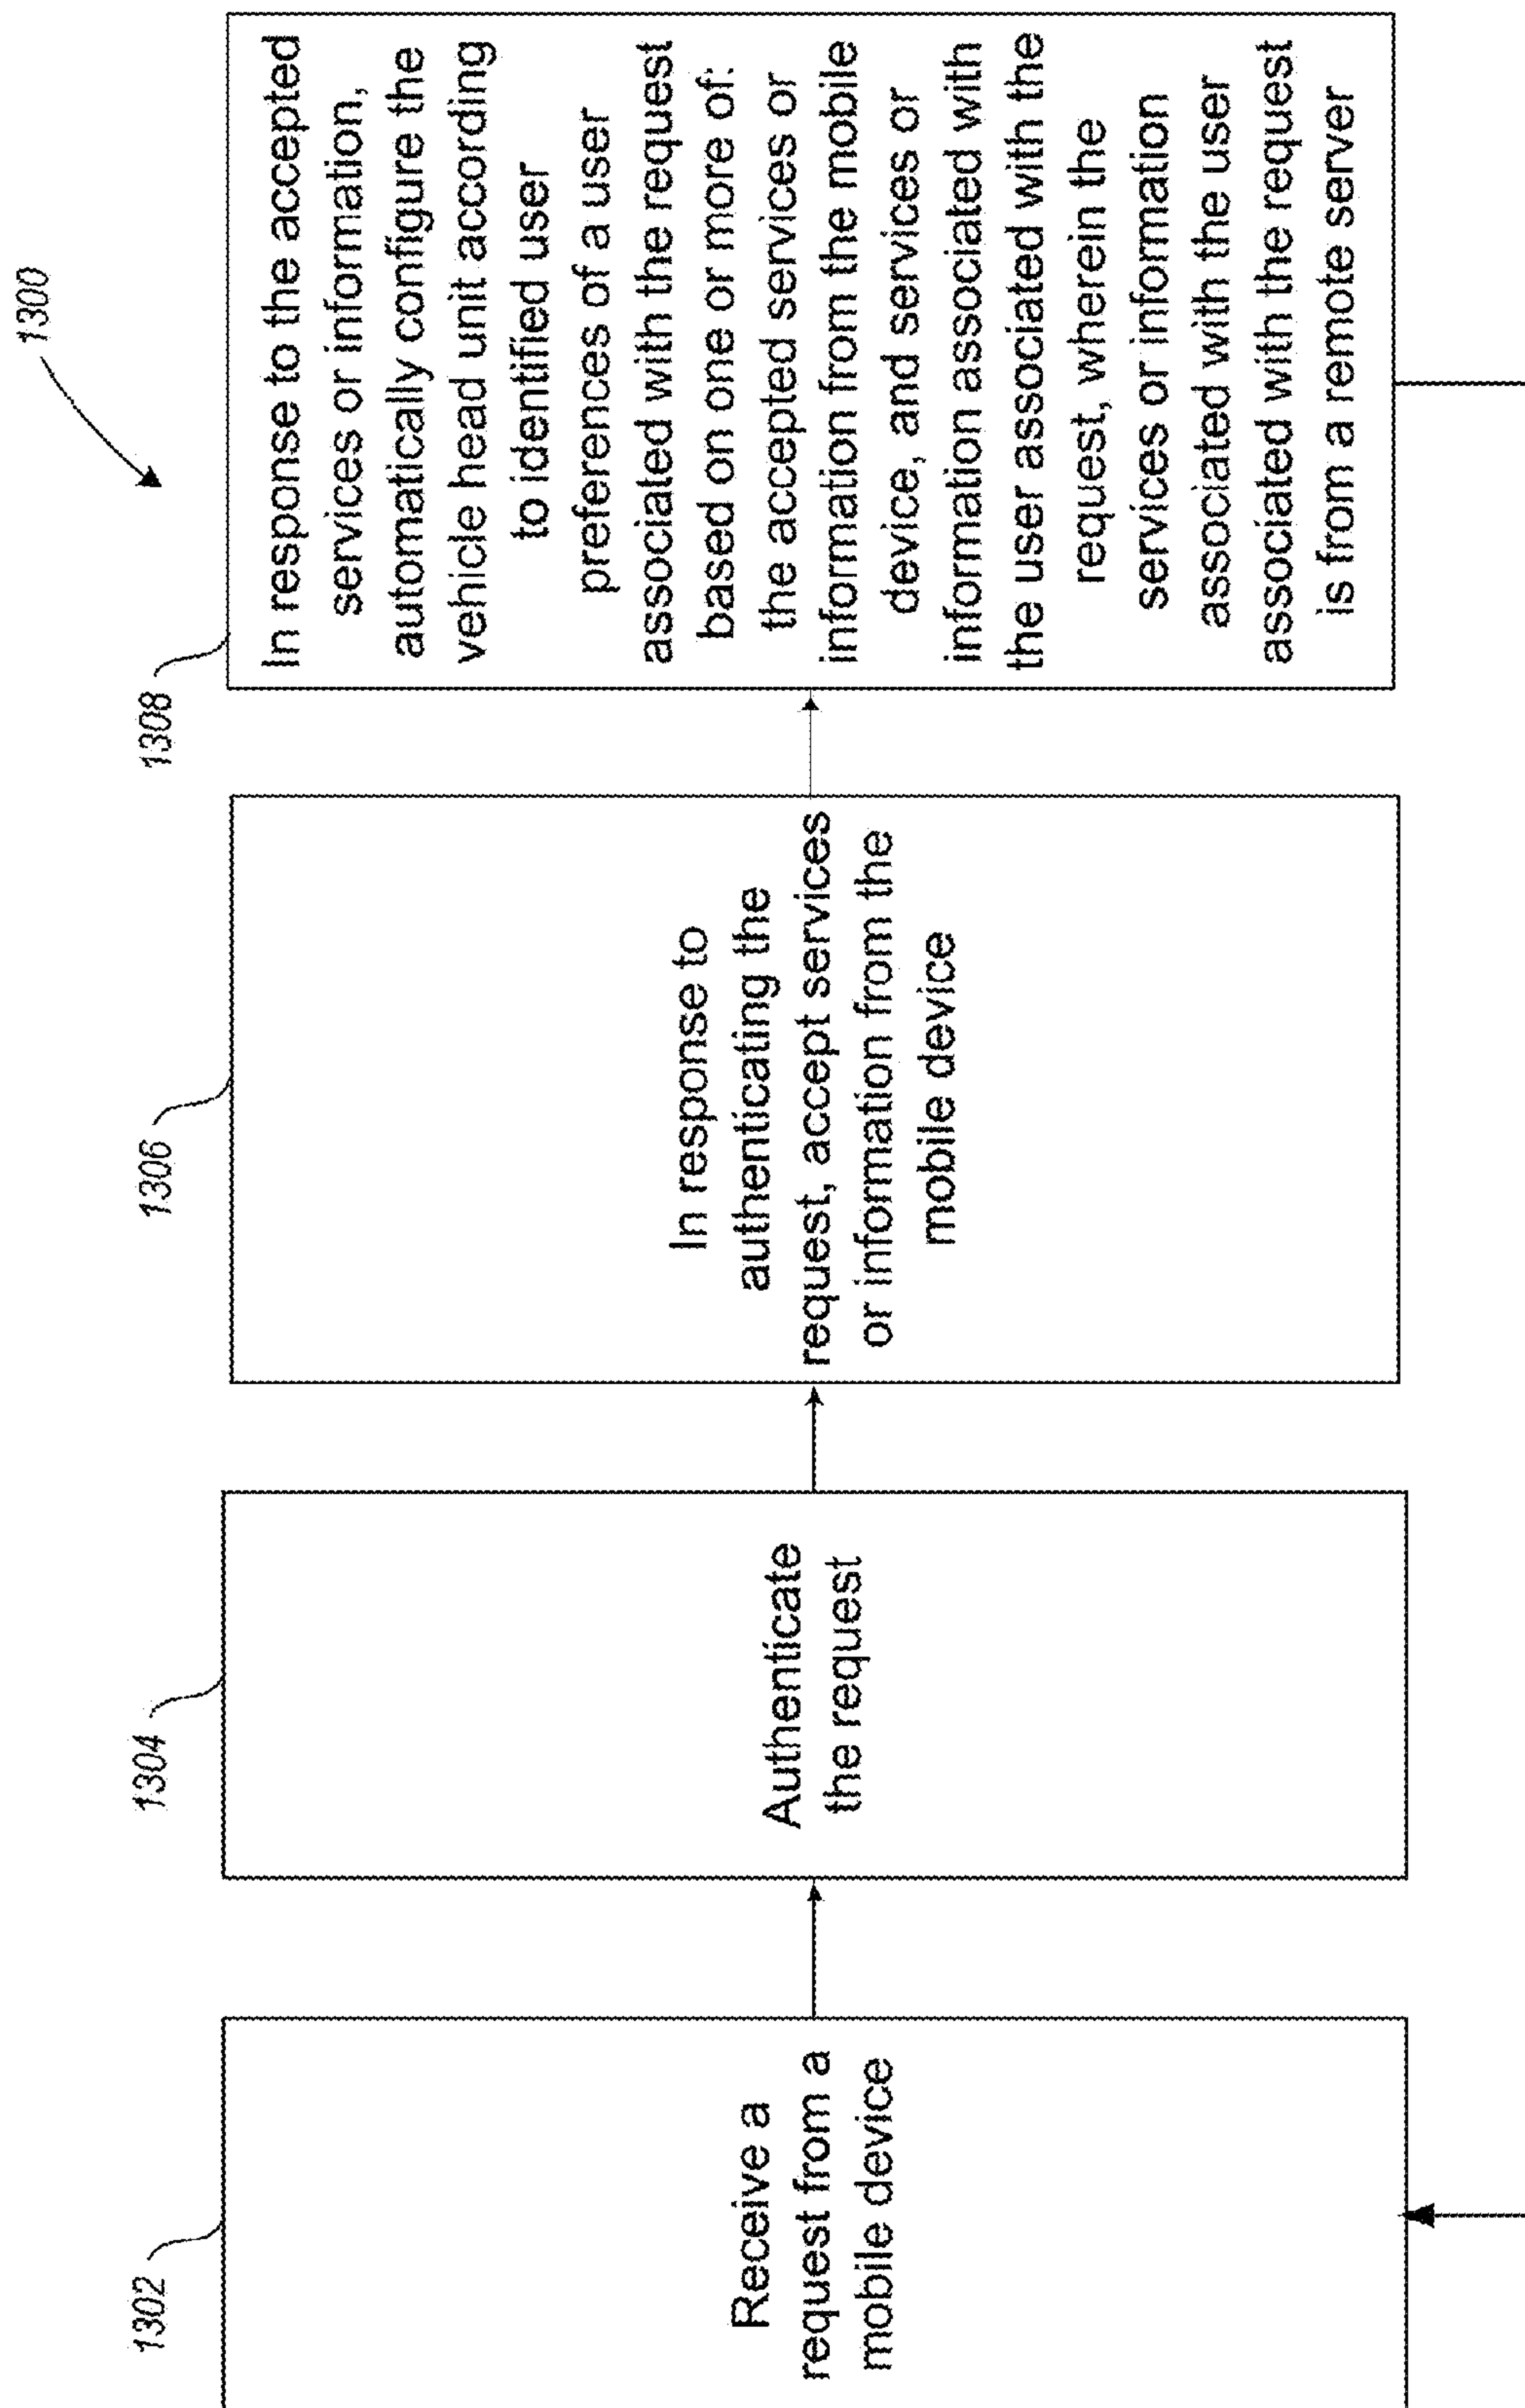 1300
1302
Receive a
request from a
mobile device
1304
Authenticate
the request
1306
In response to
authenticating the
request, accept services
or information from the
mobile device
1308
In response to the accepted
services or information,
automatically configure the
vehicle head unit according
to identified user
preferences of a user
associated with the request
based on one or more of:
the accepted services or
information from the mobile
device, and services or
information associated with
the user associated with the
request, wherein the
services or information
associated with the user
associated with the request
is from a remote server